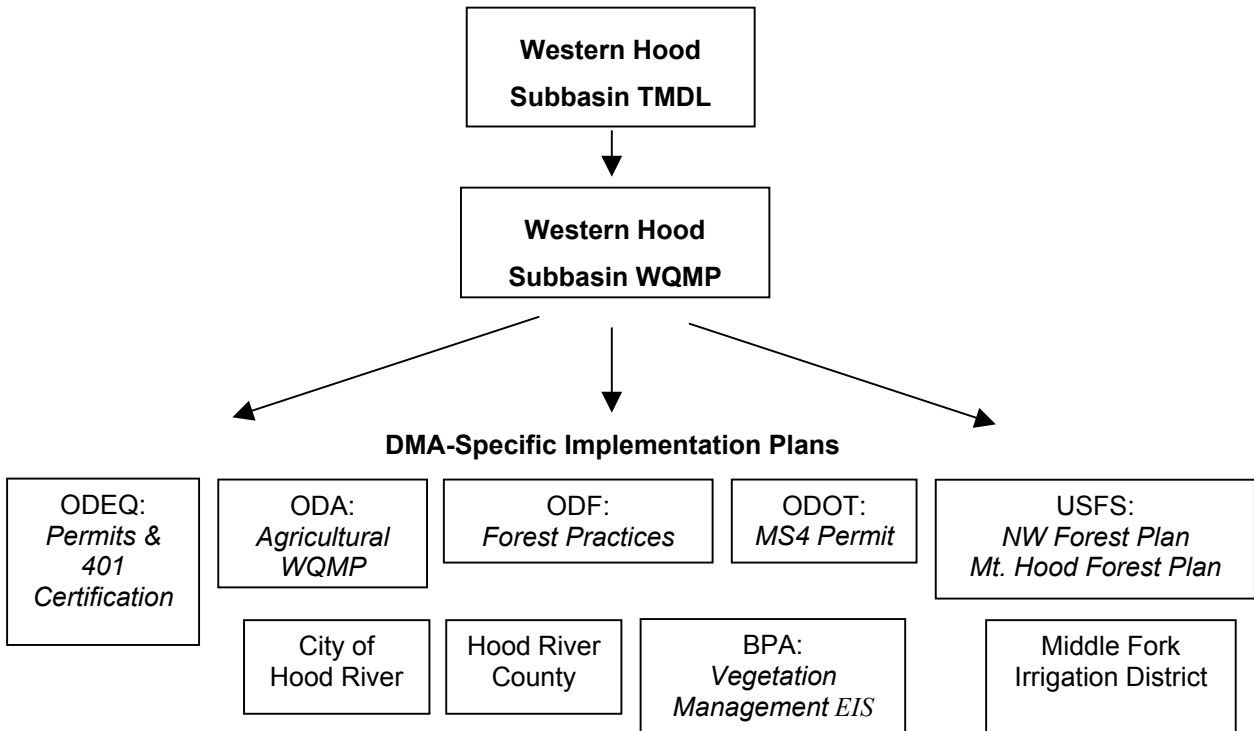 Western Hood
Subbasin TMDL
Western Hood
Subbasin WQMP
DMA-Specific Implementation Plans
ODEQ:
Permits &
401
Certification
ODA:
Agricultural
WQMP
ODF:
Forest Practices
ODOT:
MS4 Permit
USFS:
NW Forest Plan
Mt. Hood Forest Plan
City of
Hood River
Hood River
County
BPA:
Vegetation
Management EIS
Middle Fork
Irrigation District